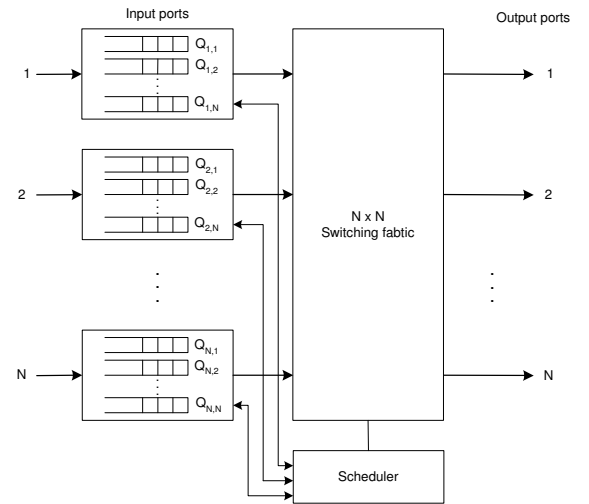 Input ports
Output ports
Q1,1
1
Q1,2
1
Q1,N
Q2,1
2
Q2,2
2
Q2,N
N x N
Switching fabtic
QN,1
N
QN,2
N
QN,N
Scheduler